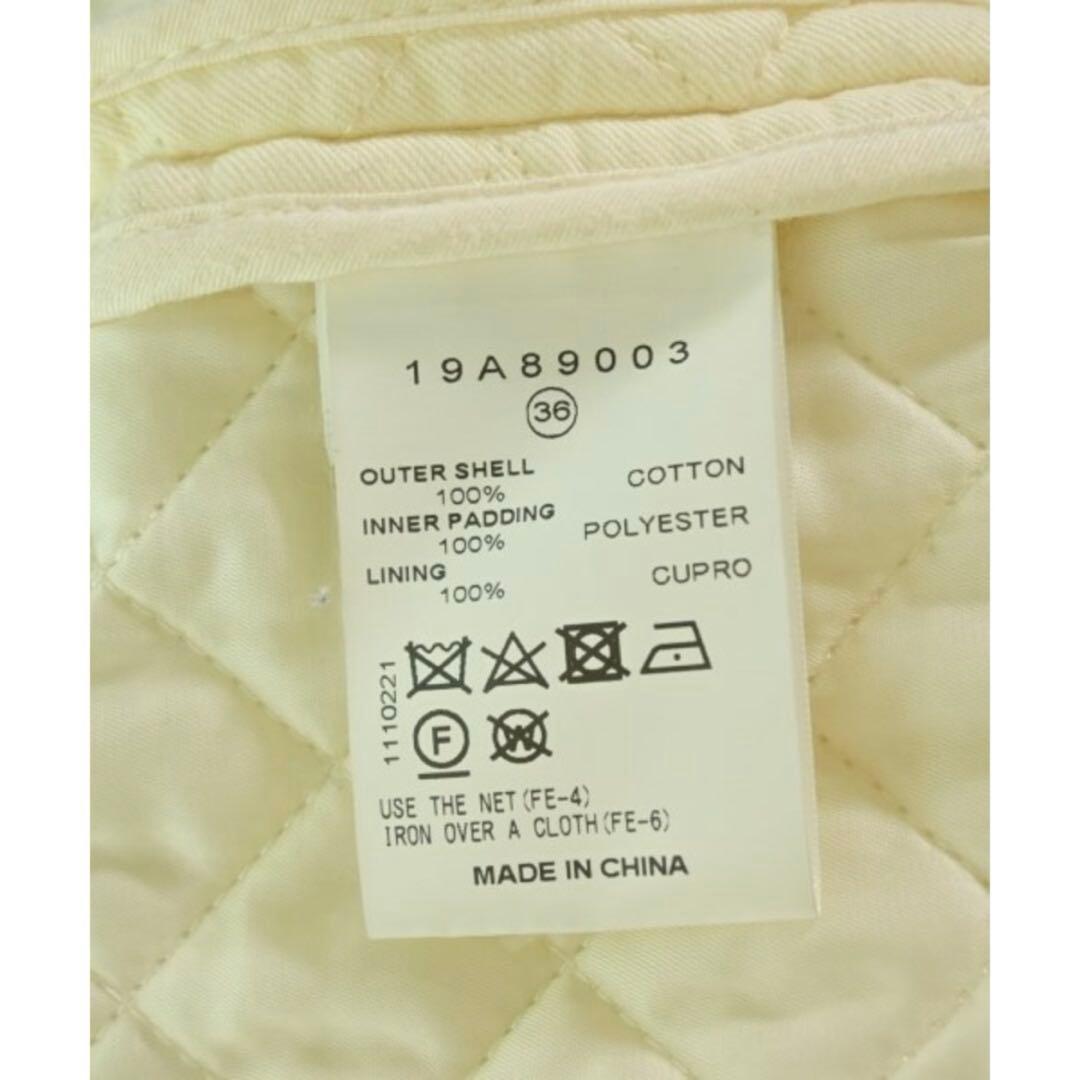 19A89003
36
OUTER SHELL
100% COTTON
INNER PADDING
100% POLYESTER
LINING
100% CUPRO
1110221
F W
USE THE NET(FE-4)
IRON OVER A CLOTH(FE-6)
MADE IN CHINA